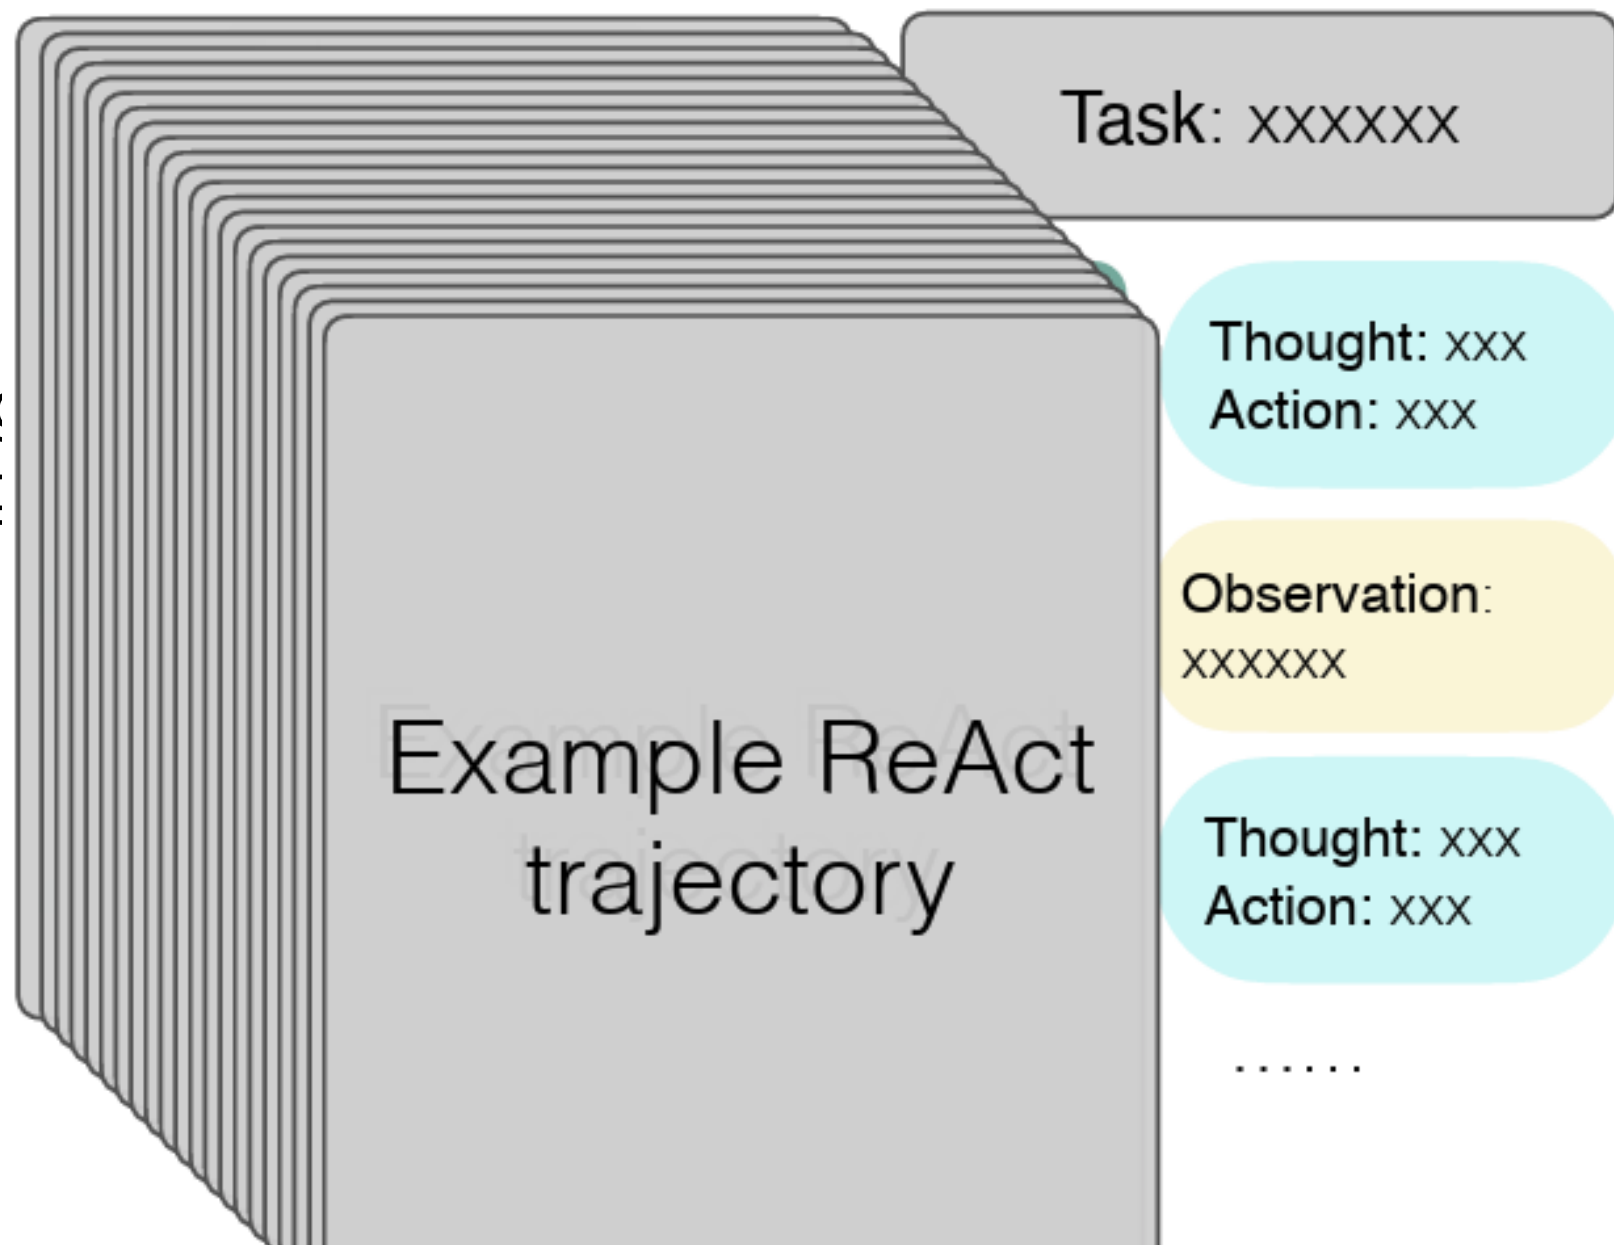 Task: xxxxxx
Thought: xxx
Action: xxx
Observation:
xxxxxx
Thought: xxx
Action: xxx
......
Example ReAct
trajectory